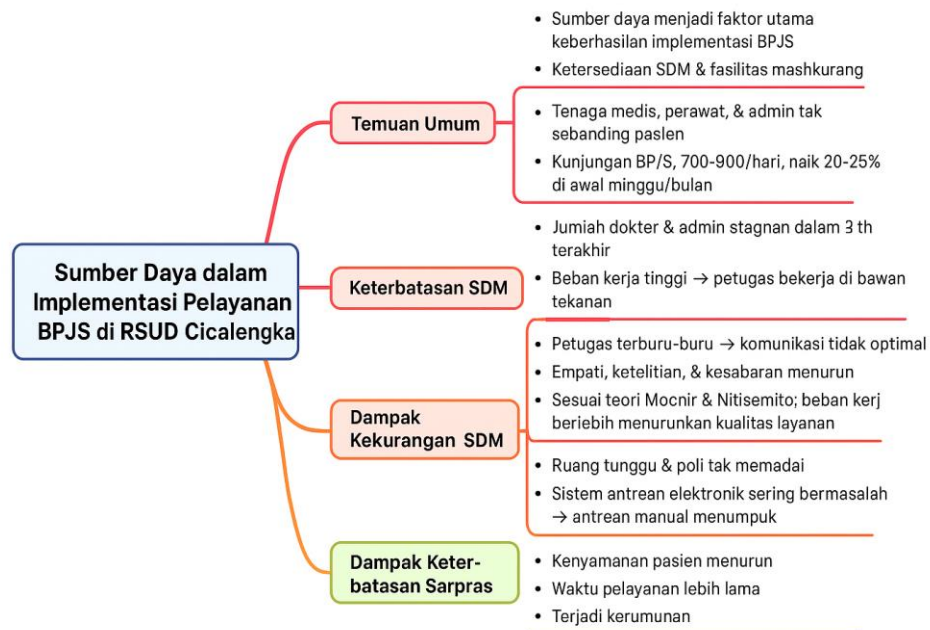 Sumber Daya dalam
Implementasi Pelayanan
BPJS di RSUD Cicalengka
Temuan Umum
• Sumber daya menjadi faktor utama
keberhasilan implementasi BPJS
• Ketersediaan SDM & fasilitas mashkurang
• Tenaga medis, perawat, & admin tak
sebanding paslen
• Kunjungan BP/S, 700-900/hari, naik 20-25%
di awal minggu/bulan
Keterbatasan SDM
• Jumiah dokter & admin stagnan dalam 3 th
terakhir
• Beban kerja tinggi → petugas bekerja di bawan
tekanan
Dampak
Kekurangan SDM
• Petugas terburu-buru → komunikasi tidak optimal
• Empati, ketelitian, & kesabaran menurun
• Sesuai teori Mocnir & Nitisemito; beban kerj
beriebih menurunkan kualitas layanan
• Ruang tunggu & poli tak memadai
• Sistem antrean elektronik sering bermasalah
→ antrean manual menumpuk
Dampak Keter-
batasan Sarpras
• Kenyamanan pasien menurun
• Waktu pelayanan lebih lama
• Terjadi kerumunan